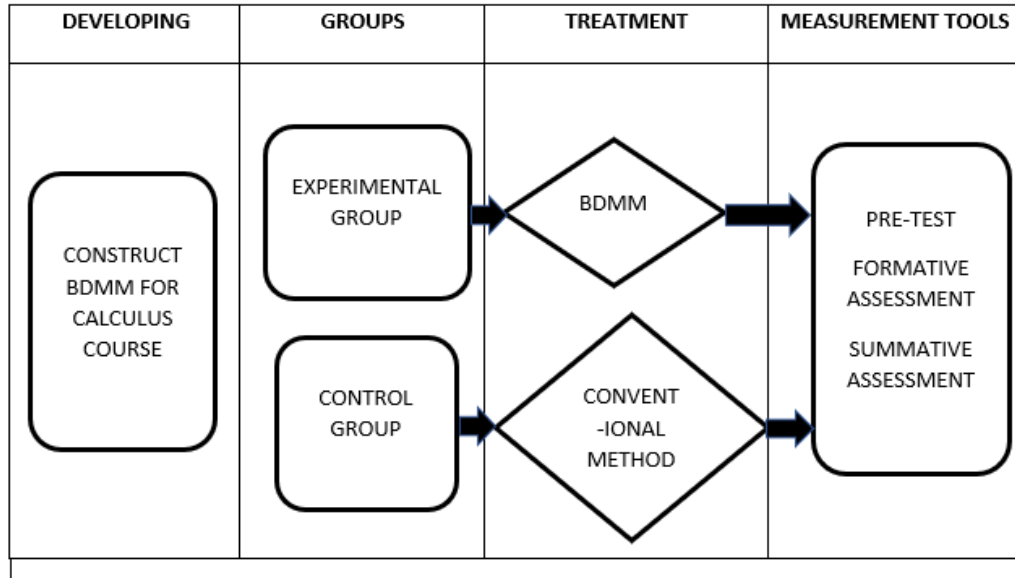 DEVELOPING
GROUPS
TREATMENT
MEASUREMENT TOOLS
CONSTRUCT
BDMM FOR
CALCULUS
COURSE
EXPERIMENTAL
GROUP
CONTROL
GROUP
BDMM
CONVENT
-IONAL
METHOD
PRE-TEST
FORMATIVE
ASSESSMENT
SUMMATIVE
ASSESSMENT